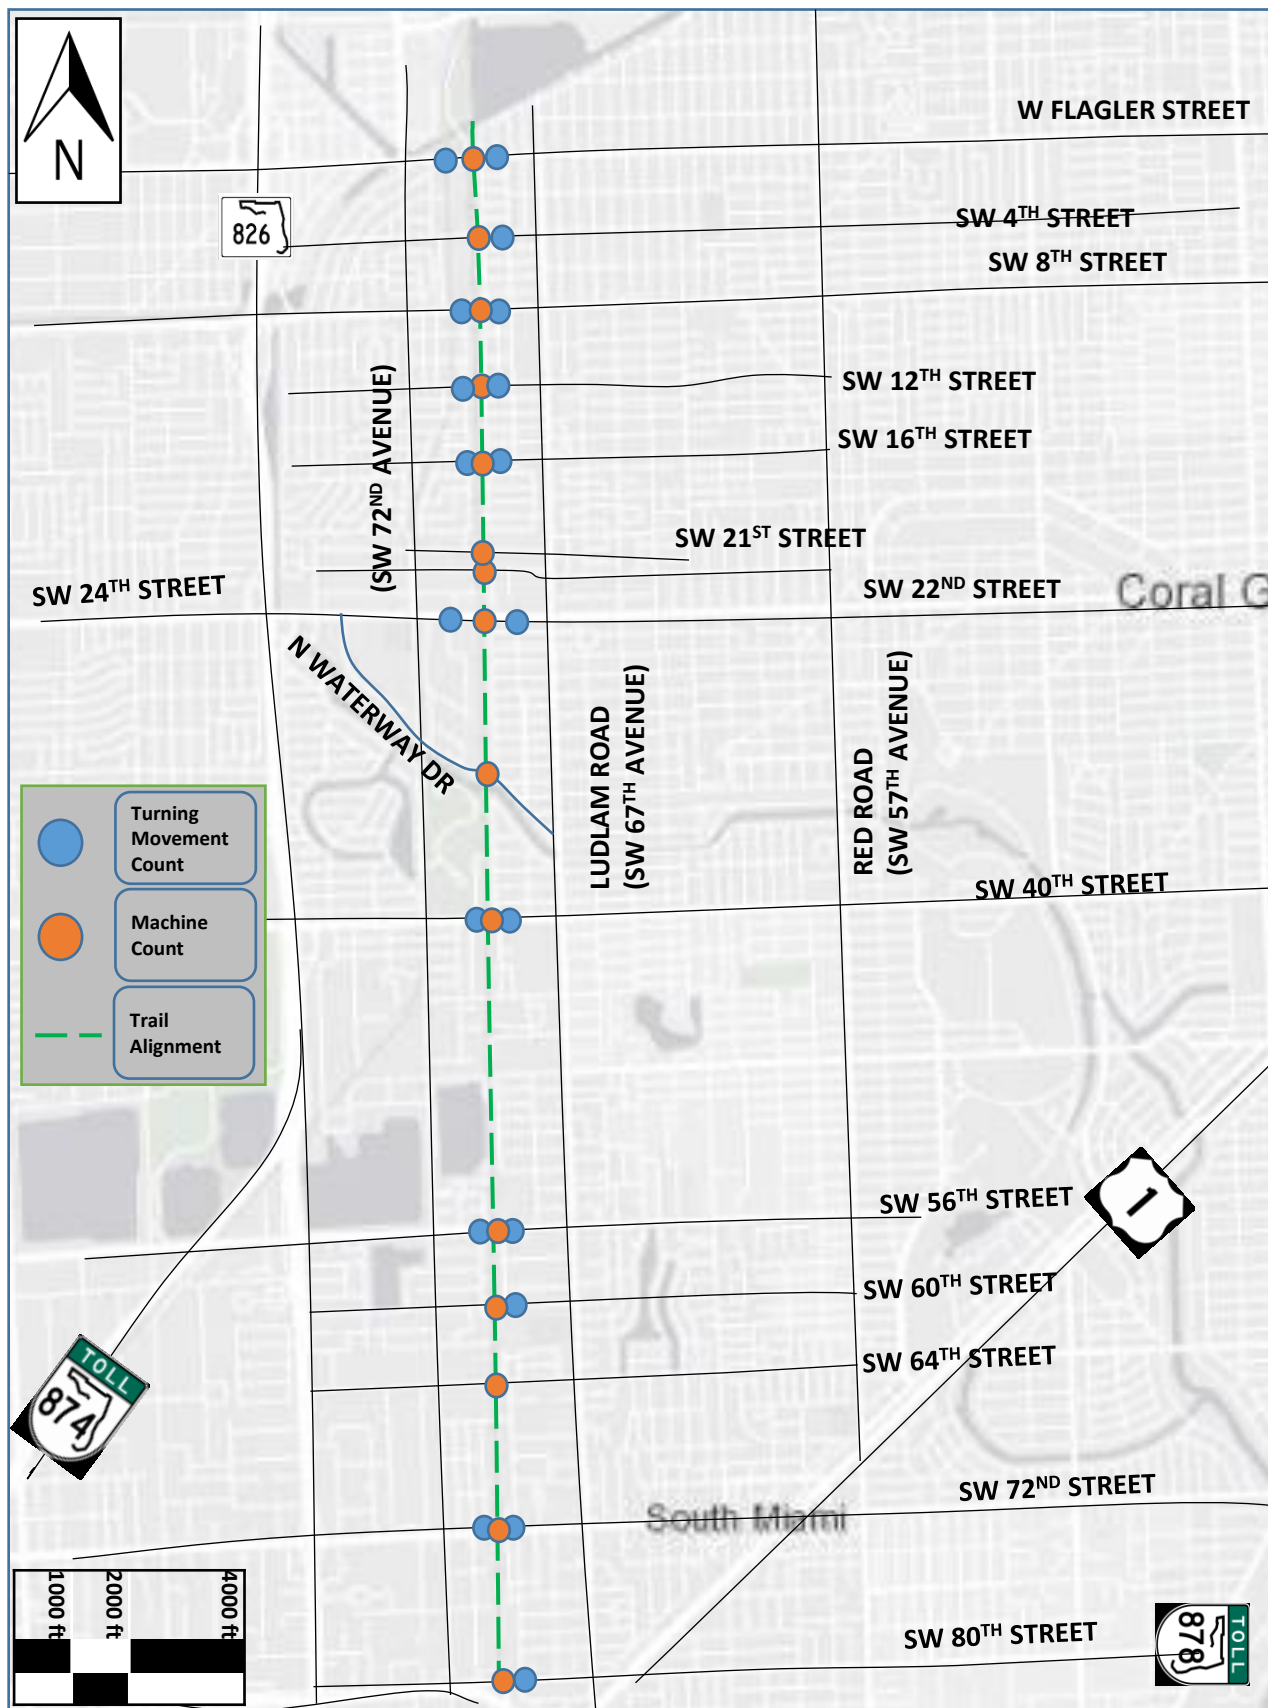 W FLAGLER STREET
N
SW 4TH STREET
826
SW 8TH STREET
SW 12TH STREET
(SW 72ND AVENUE)
SW 16TH STREET
SW 21ST STREET
SW 24TH STREET
SW 22ND STREET
Coral G
N WATERWAY DR
LUDLAM ROAD
(SW 67TH AVENUE)
RED ROAD
(SW 57TH AVENUE)
Turning
Movement
Count
Machine
Count
Trail
Alignment
SW 40TH STREET
SW 56TH STREET
1
SW 60TH STREET
SW 64TH STREET
TOLL
874
SW 72ND STREET
South Miami
1000 ft
2000 ft
4000 ft
SW 80TH STREET
TOLL
878